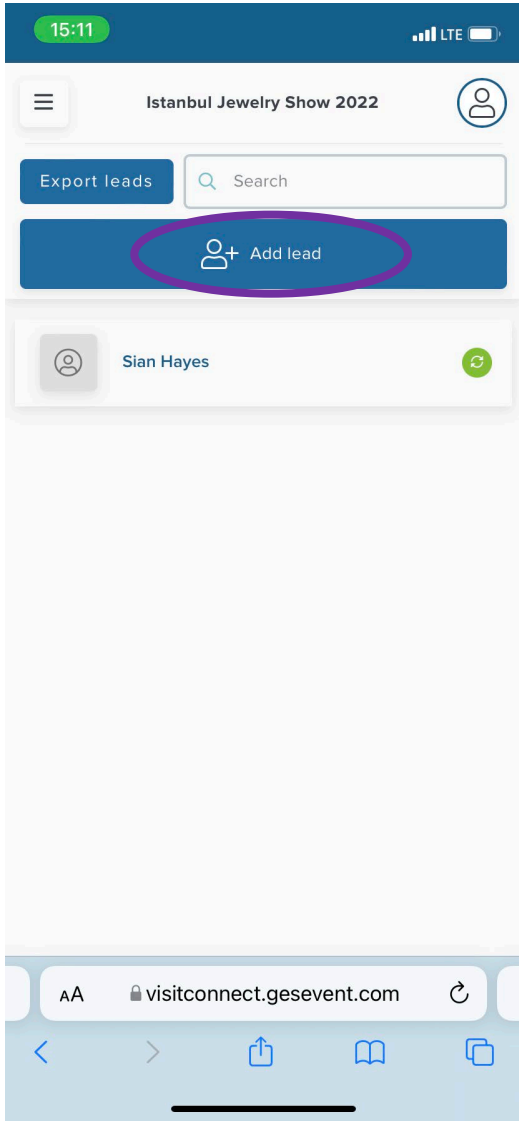 15:11
LTE
Istanbul Jewelry Show 2022
Export leads
Search
Add lead
Sian Hayes
AA
visitconnect.gesevent.com